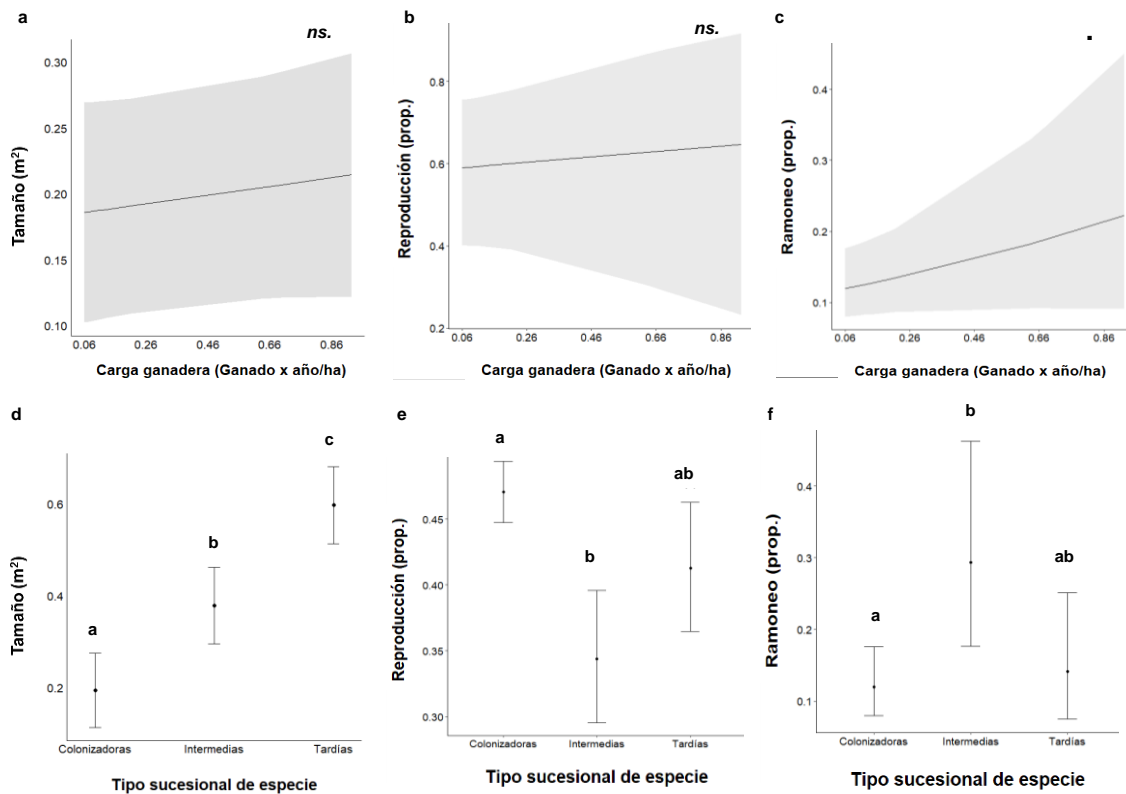 a
ns.
Tamaño (m²)
0.30
0.25
0.20
0.15
0.10
0.06 0.26 0.46 0.66 0.86
Carga ganadera (Ganado x año/ha)
b
ns.
Reproducción (prop.)
0.8
0.6
0.4
0.2
0.06 0.26 0.46 0.66 0.86
Carga ganadera (Ganado x año/ha)
c
.
Ramoneo (prop.)
0.4
0.3
0.2
0.1
0.06 0.26 0.46 0.66 0.86
Carga ganadera (Ganado x año/ha)
d
Tamaño (m²)
0.6
0.4
0.2
a
b
c
Colonizadoras Intermedias Tardías
Tipo sucesional de especie
e
Reproducción (prop.)
0.45
0.40
0.35
0.30
a
b
ab
Colonizadoras Intermedias Tardías
Tipo sucesional de especie
f
Ramoneo (prop.)
0.4
0.3
0.2
0.1
a
b
ab
Colonizadoras Intermedias Tardías
Tipo sucesional de especie